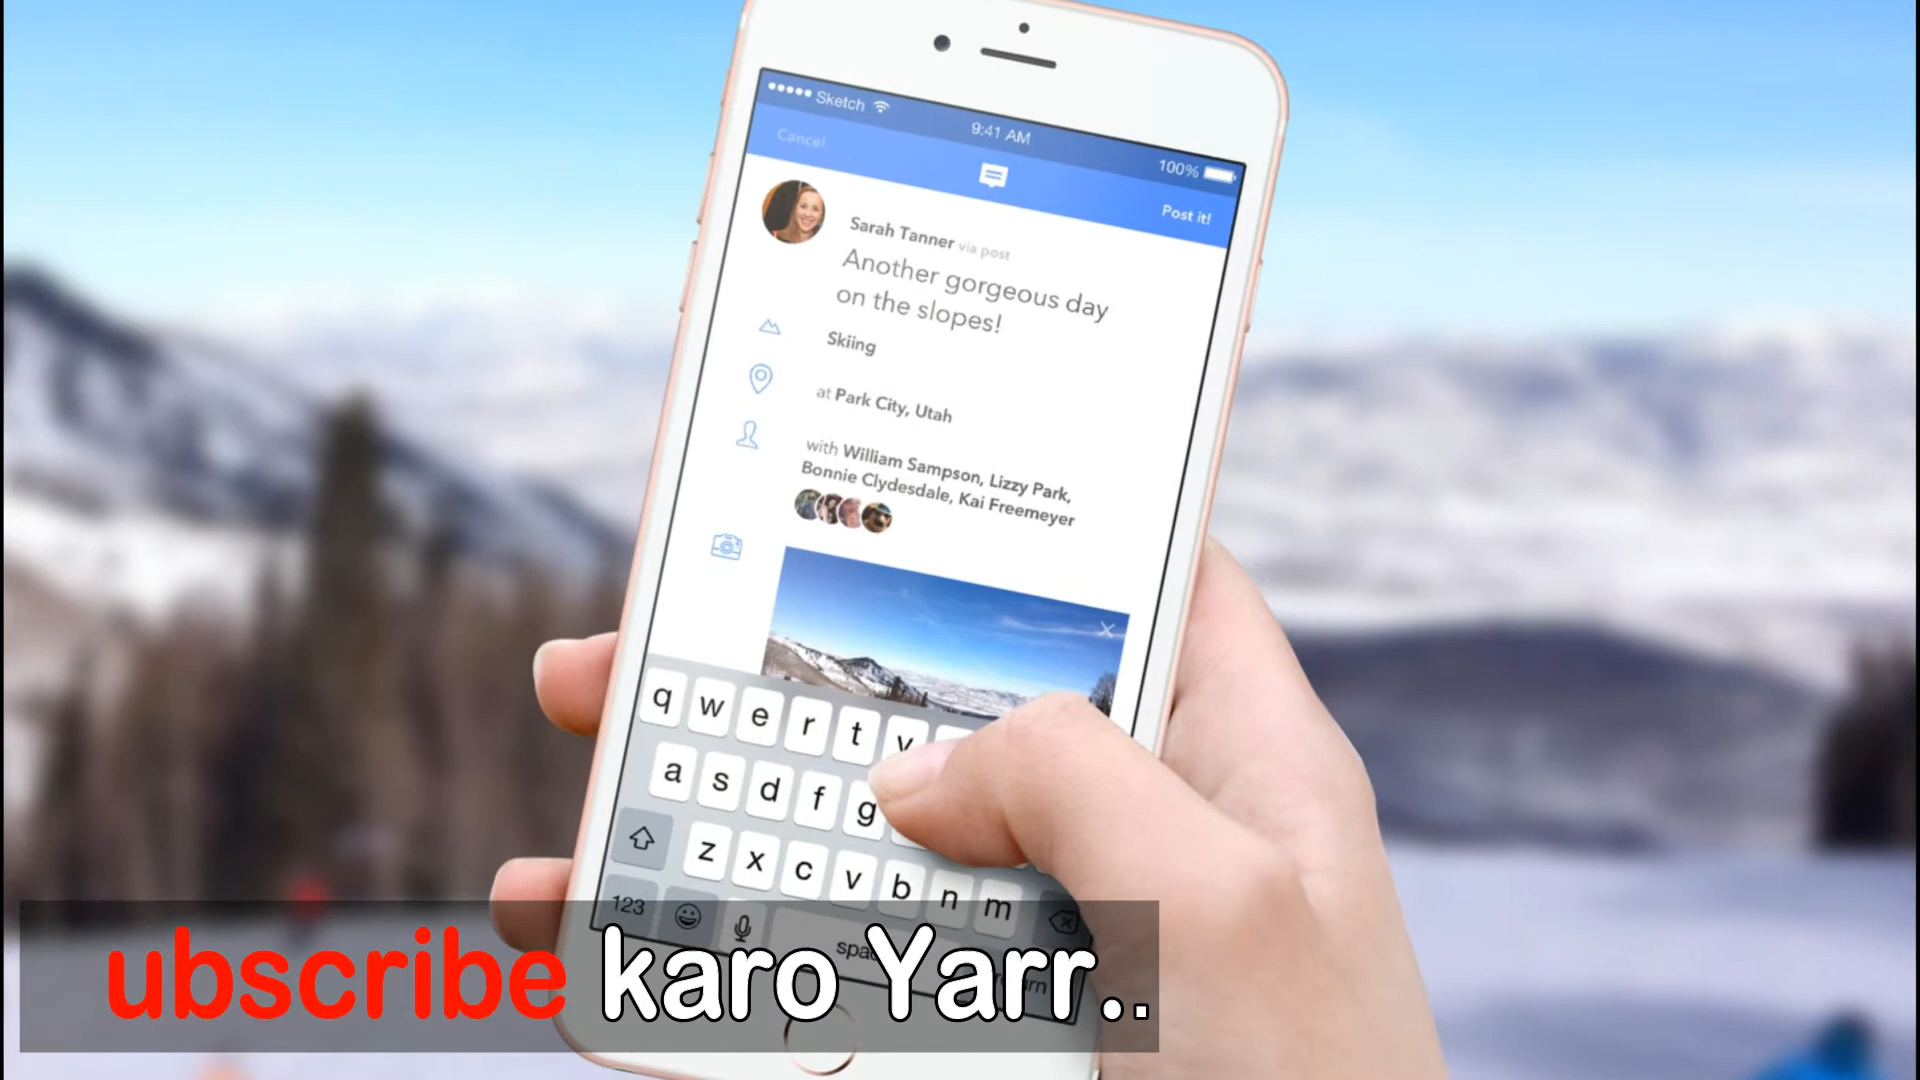 Sketch
9:41 AM
100%
Cancel
Post it!
Sarah Tanner via post
Another gorgeous day
on the slopes!
Skiing
at Park City, Utah
with William Sampson, Lizzy Park,
Bonnie Clydesdale, Kai Freemeyer
q w e r t y
a s d f g
z x c v b n m
123
ubscribe karo Yarr..